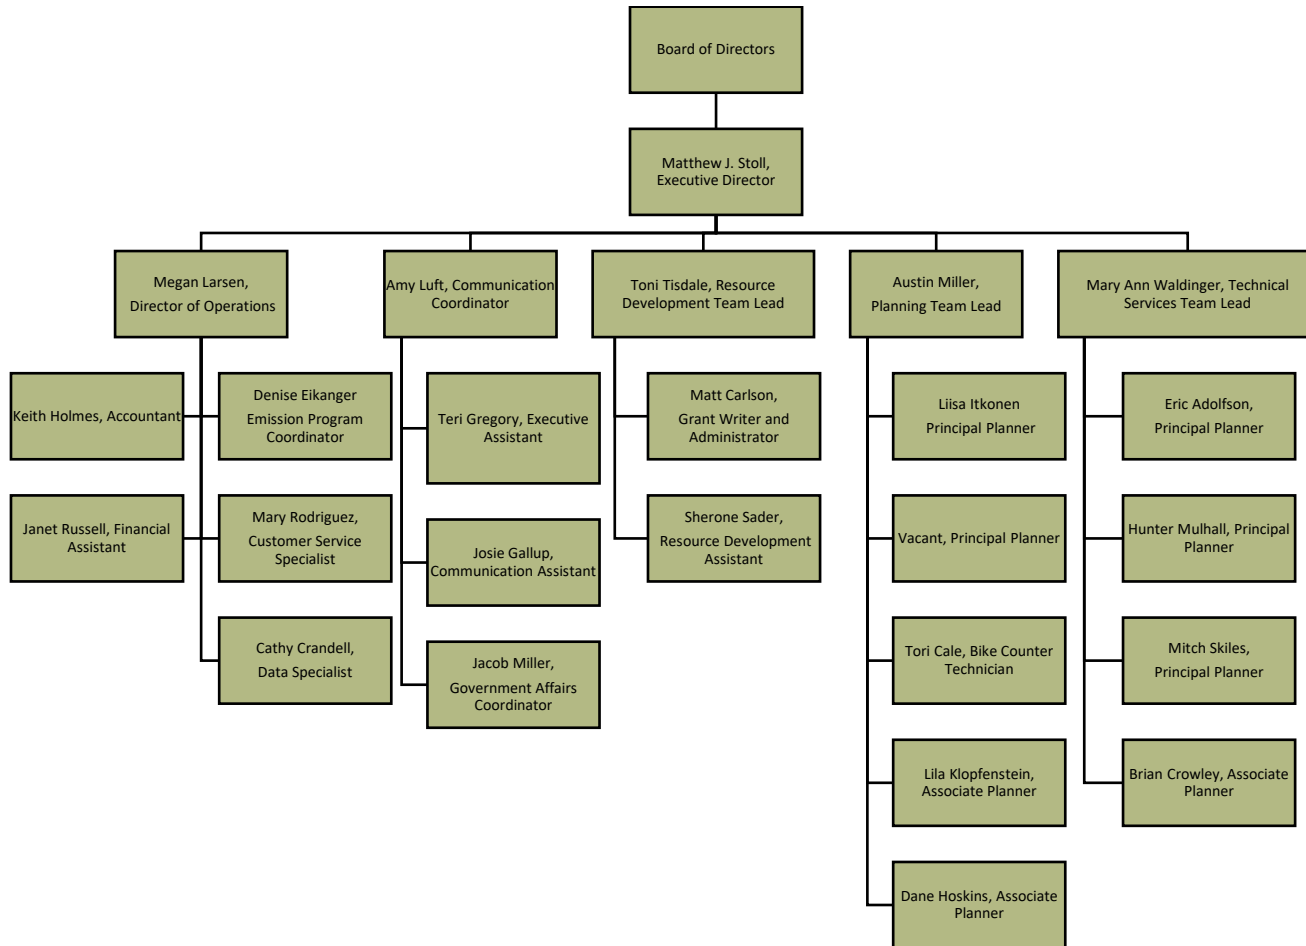 Board of Directors
Matthew J. Stoll,
Executive Director
Megan Larsen,
Director of Operations
Amy Luft, Communication
Coordinator
Toni Tisdale, Resource
Development Team Lead
Austin Miller,
Planning Team Lead
Mary Ann Waldinger, Technical
Services Team Lead
Keith Holmes, Accountant
Denise Eikanger
Emission Program
Coordinator
Janet Russell, Financial
Assistant
Mary Rodriguez,
Customer Service
Specialist
Cathy Crandell,
Data Specialist
Teri Gregory, Executive
Assistant
Josie Gallup,
Communication Assistant
Jacob Miller,
Government Affairs
Coordinator
Matt Carlson,
Grant Writer and
Administrator
Sherone Sader,
Resource Development
Assistant
Liisa Itkonen
Principal Planner
Vacant, Principal Planner
Tori Cale, Bike Counter
Technician
Lila Klopfenstein,
Associate Planner
Dane Hoskins, Associate
Planner
Eric Adolfson,
Principal Planner
Hunter Mulhall, Principal
Planner
Mitch Skiles,
Principal Planner
Brian Crowley, Associate
Planner